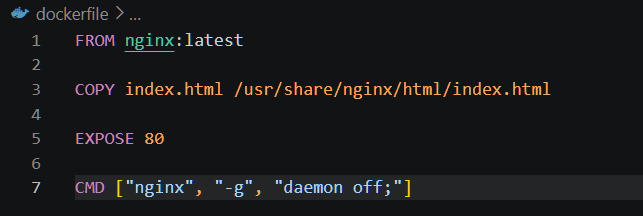 dockerfile > ...
1 FROM nginx:latest
2
3 COPY index.html /usr/share/nginx/html/index.html
4
5 EXPOSE 80
6
7 CMD ["nginx", "-g", "daemon off;"]